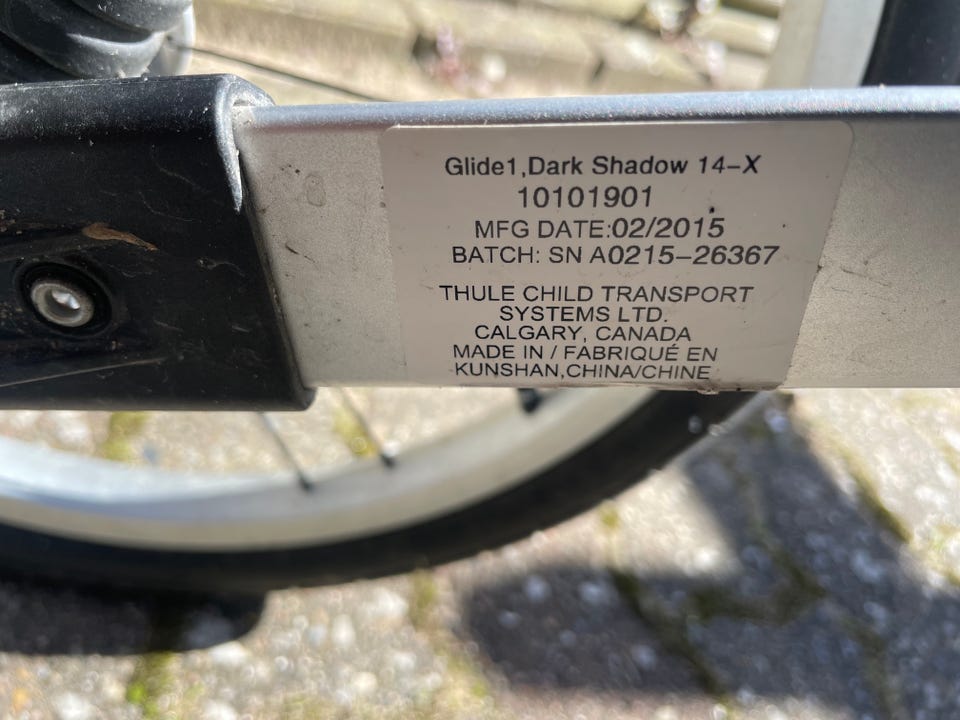 Glide1,Dark Shadow 14-X
10101901
MFG DATE:02/2015
BATCH: SN A0215-26367
THULE CHILD TRANSPORT
SYSTEMS LTD.
CALGARY, CANADA
MADE IN / FABRIQUÉ EN
KUNSHAN,CHINA/CHINE